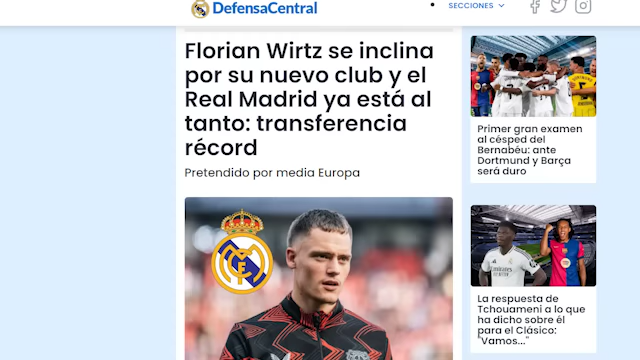 DefensaCentral
SECCIONES
Florian Wirtz se inclina
por su nuevo club y el
Real Madrid ya está al
tanto: transferencia
récord
Pretendido por media Europa
Primer gran examen
al césped del
Bernabéu: ante
Dortmund y Barça
será duro
La respuesta de
Tchouameni a lo que
ha dicho sobre él
para el Clásico:
"Vamos..."